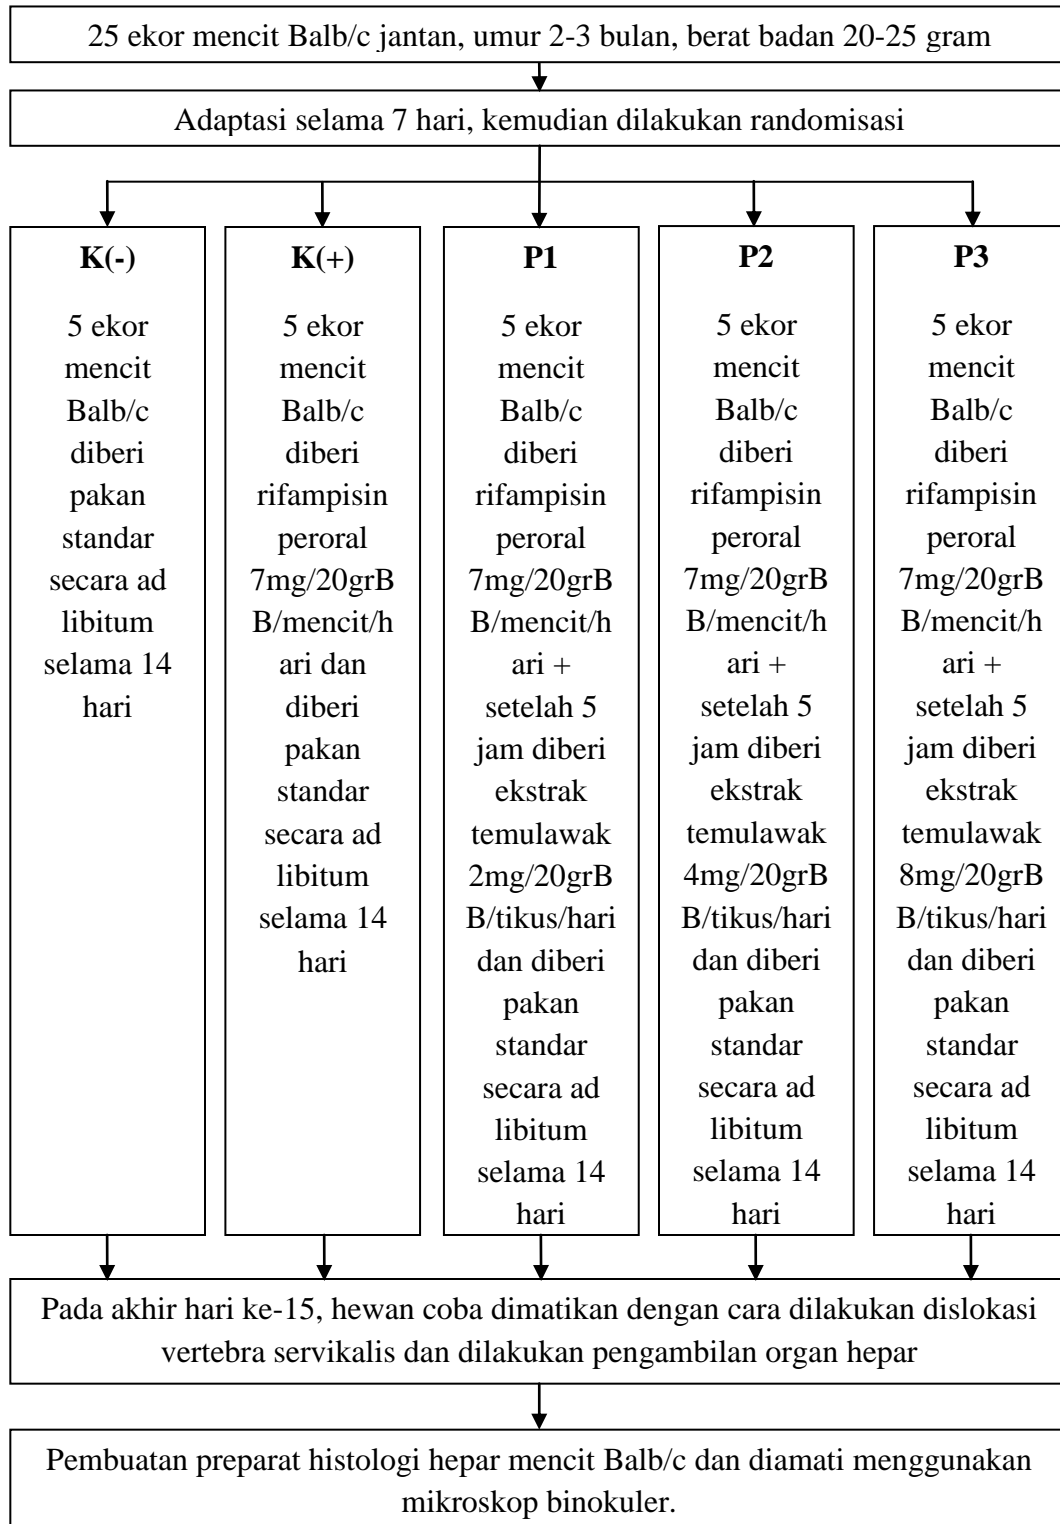 25 ekor mencit Balb/c jantan, umur 2-3 bulan, berat badan 20-25 gram
Adaptasi selama 7 hari, kemudian dilakukan randomisasi
K(-)
5 ekor
mencit
Balb/c
diberi
pakan
standar
secara ad
libitum
selama 14
hari
K(+)
5 ekor
mencit
Balb/c
diberi
rifampisin
peroral
7mg/20grB
B/mencit/h
ari dan
diberi
pakan
standar
secara ad
libitum
selama 14
hari
P1
5 ekor
mencit
Balb/c
diberi
rifampisin
peroral
7mg/20grB
B/mencit/h
ari +
setelah 5
jam diberi
ekstrak
temulawak
2mg/20grB
B/tikus/hari
dan diberi
pakan
standar
secara ad
libitum
selama 14
hari
P2
5 ekor
mencit
Balb/c
diberi
rifampisin
peroral
7mg/20grB
B/mencit/h
ari +
setelah 5
jam diberi
ekstrak
temulawak
4mg/20grB
B/tikus/hari
dan diberi
pakan
standar
secara ad
libitum
selama 14
hari
P3
5 ekor
mencit
Balb/c
diberi
rifampisin
peroral
7mg/20grB
B/mencit/h
ari +
setelah 5
jam diberi
ekstrak
temulawak
8mg/20grB
B/tikus/hari
dan diberi
pakan
standar
secara ad
libitum
selama 14
hari
Pada akhir hari ke-15, hewan coba dimatikan dengan cara dilakukan dislokasi
vertebra servikalis dan dilakukan pengambilan organ hepar
Pembuatan preparat histologi hepar mencit Balb/c dan diamati menggunakan
mikroskop binokuler.